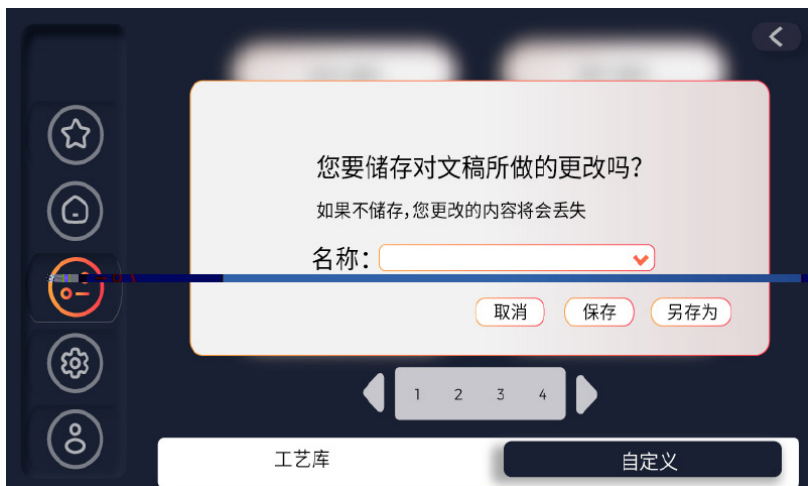 您要储存对文稿所做的更改吗?
如果不储存,您更改的内容将会丢失
名称:
取消 保存 另存为
1 2 3 4
工艺库 自定义